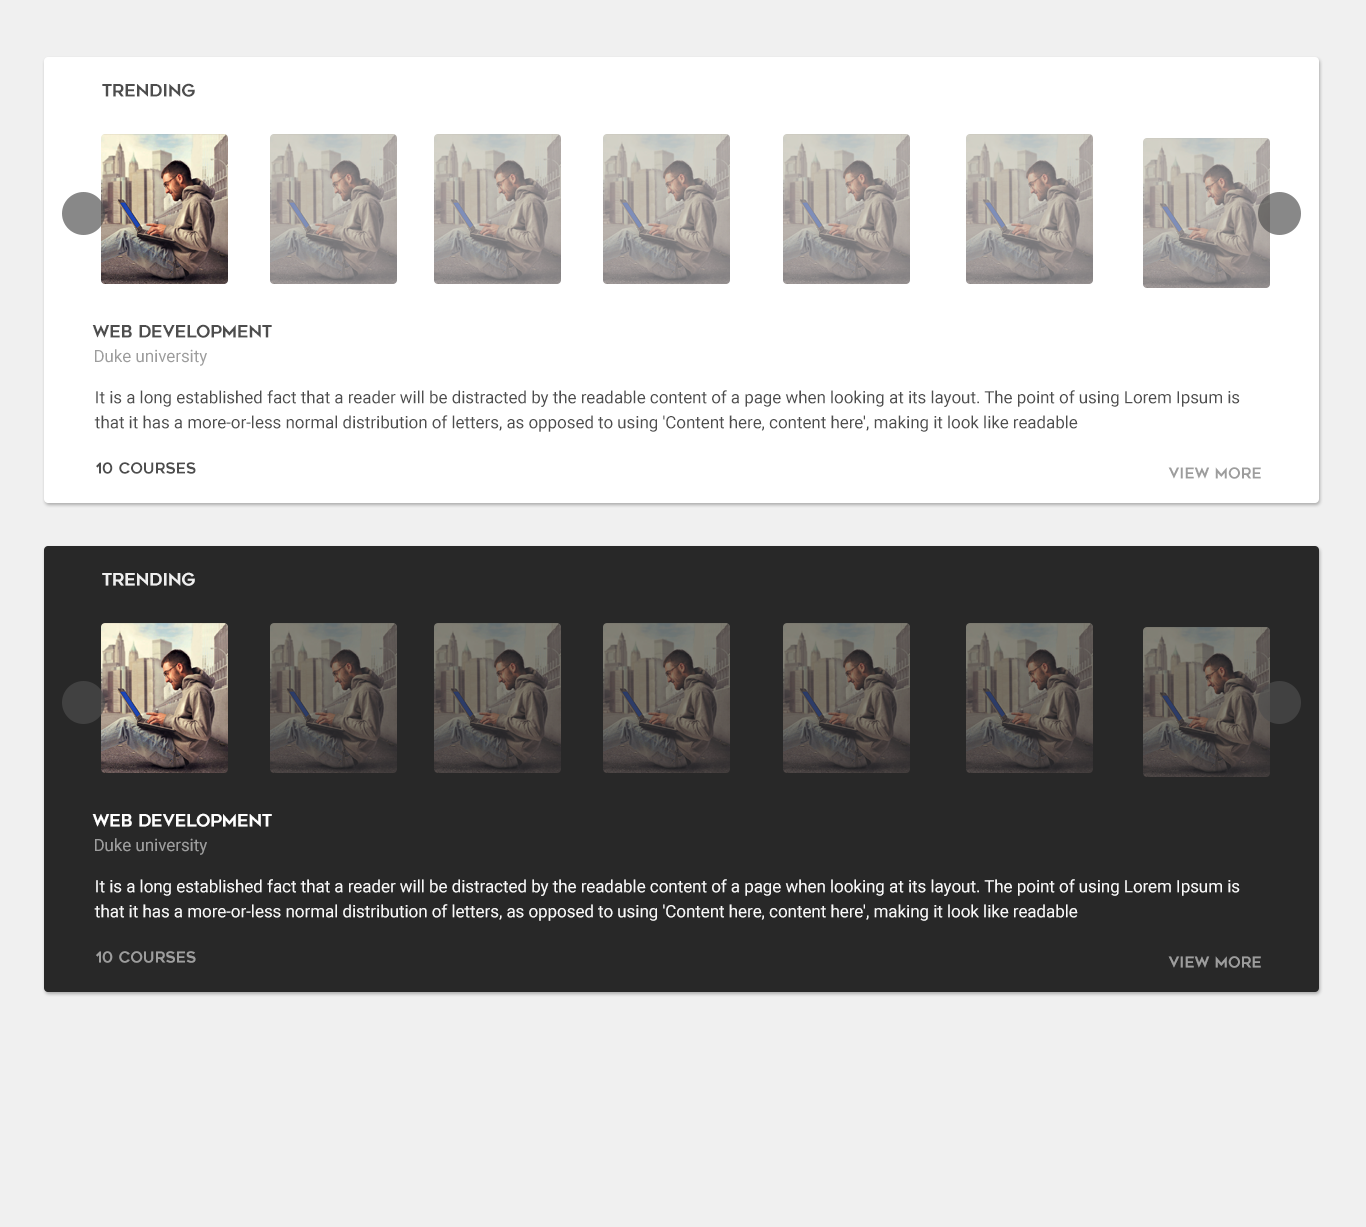 TRENDING
WEB DEVELOPMENT
Duke university
It is a long established fact that a reader will be distracted by the readable content of a page when looking at its layout. The point of using Lorem Ipsum is
that it has a more-or-less normal distribution of letters, as opposed to using 'Content here, content here', making it look like readable
10 COURSES
VIEW MORE
TRENDING
WEB DEVELOPMENT
Duke university
It is a long established fact that a reader will be distracted by the readable content of a page when looking at its layout. The point of using Lorem Ipsum is
that it has a more-or-less normal distribution of letters, as opposed to using 'Content here, content here', making it look like readable
10 COURSES
VIEW MORE